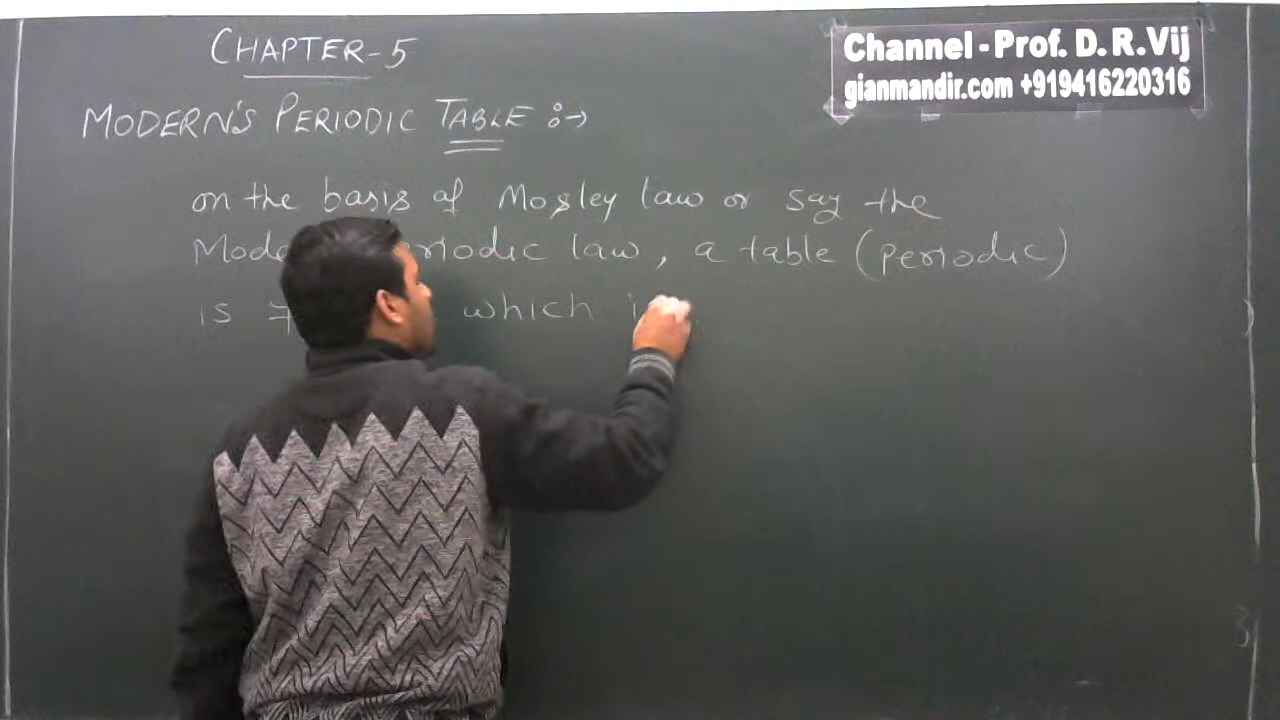 CHAPTER-5
Channel - Prof. D. R. Vij
gianmandir.com +919416220316
MODERN'S PERIODIC TABLE :->
on the basis of Mosley law or say the
law, a table (periodic)
is which
3